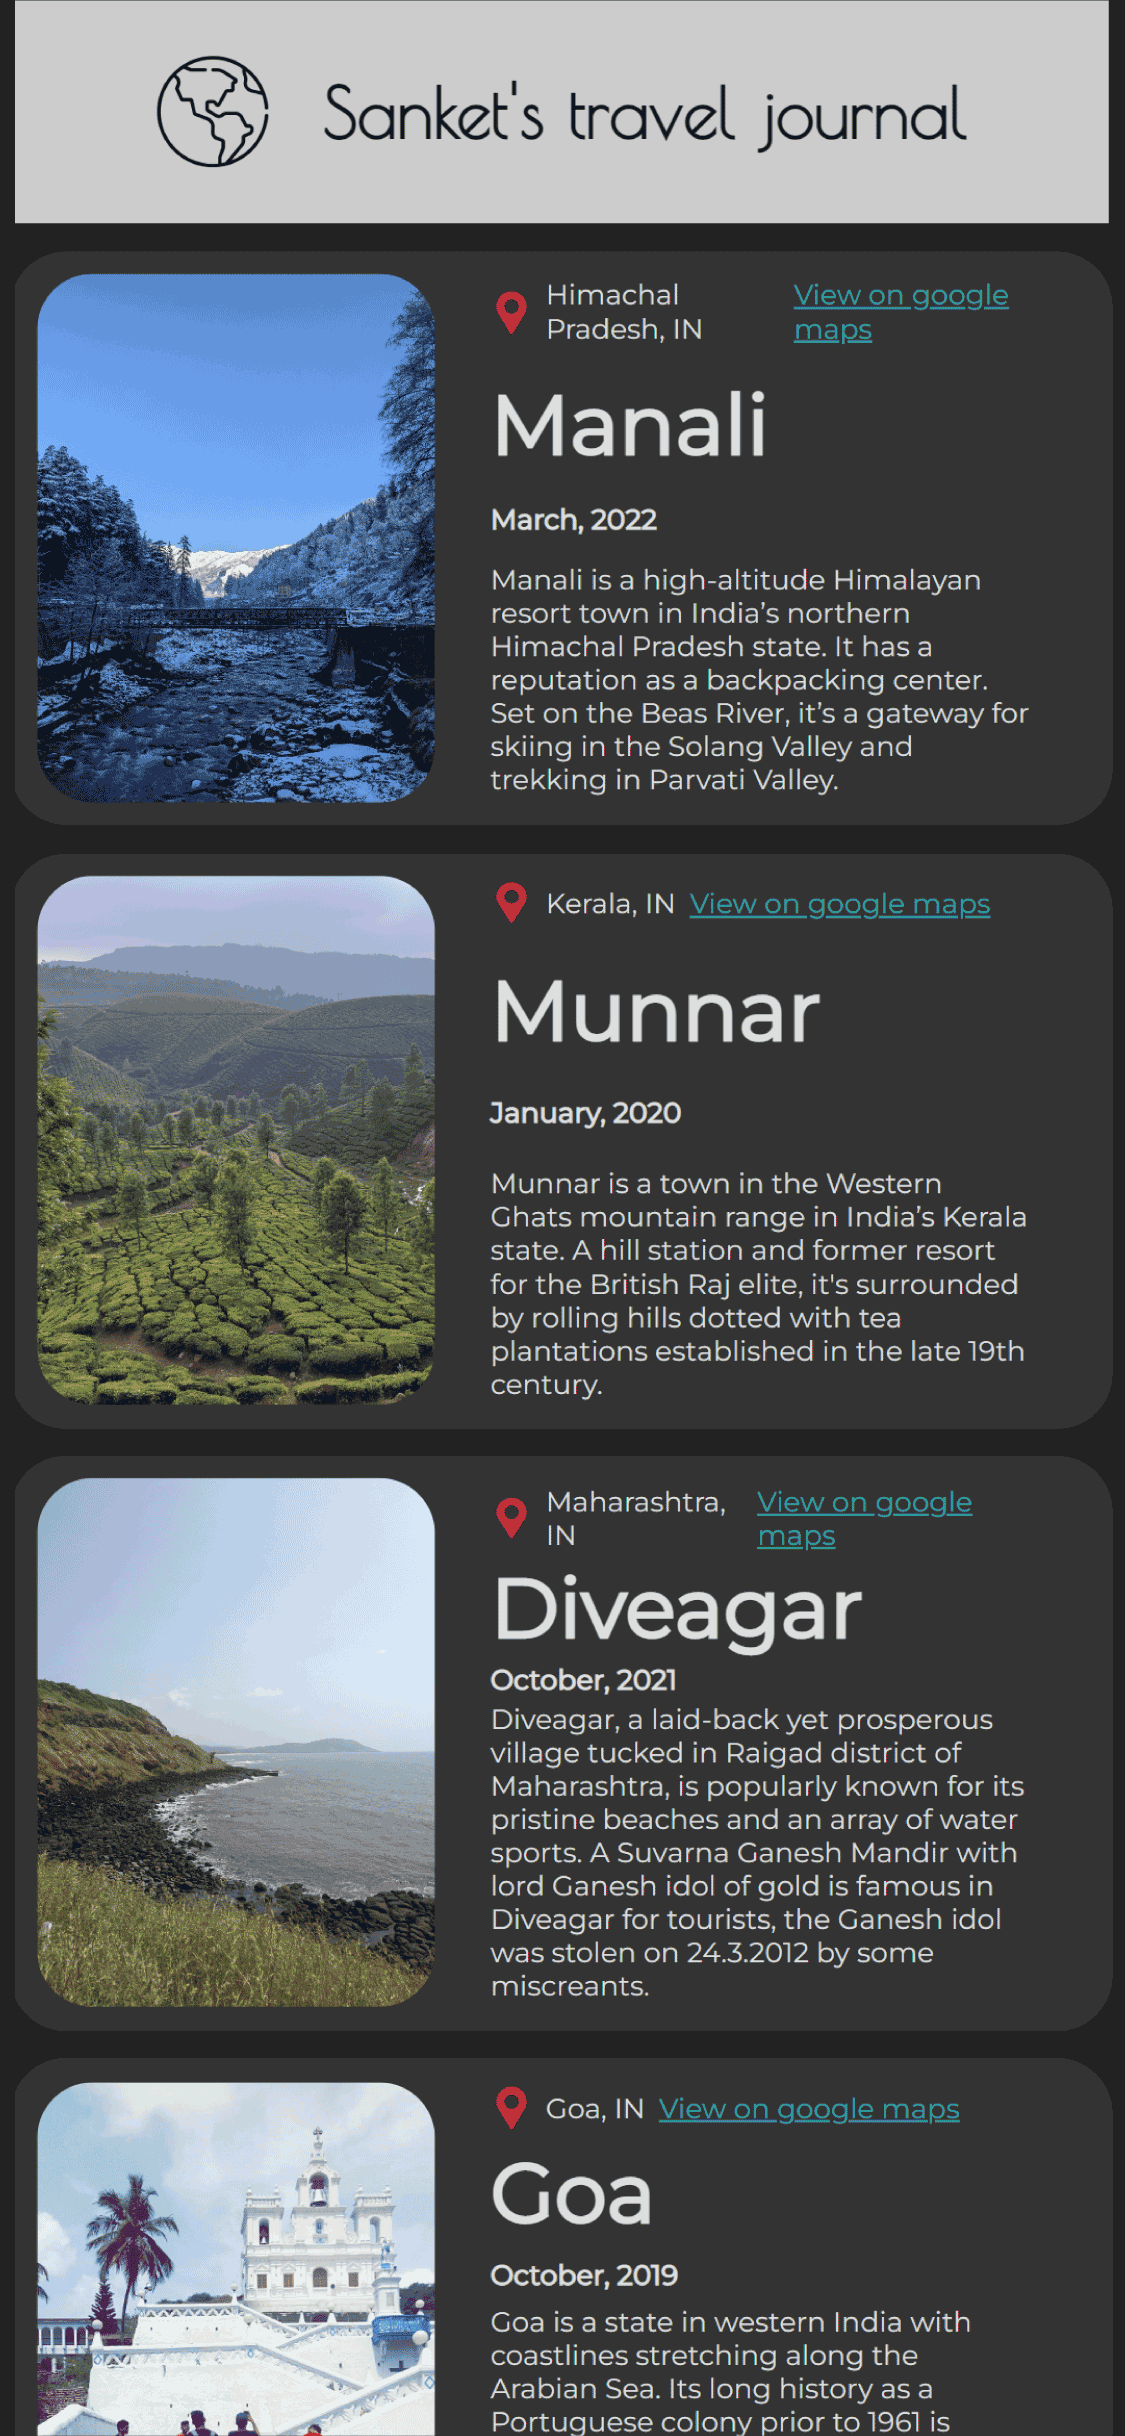 Sanket's travel journal
Himachal
Pradesh, IN
View on google
maps
Manali
March, 2022
Manali is a high-altitude Himalayan
resort town in India’s northern
Himachal Pradesh state. It has a
reputation as a backpacking center.
Set on the Beas River, it’s a gateway for
skiing in the Solang Valley and
trekking in Parvati Valley.
Kerala, IN View on google maps
Munnar
January, 2020
Munnar is a town in the Western
Ghats mountain range in India’s Kerala
state. A hill station and former resort
for the British Raj elite, it's surrounded
by rolling hills dotted with tea
plantations established in the late 19th
century.
Maharashtra,
IN
View on google
maps
Diveagar
October, 2021
Diveagar, a laid-back yet prosperous
village tucked in Raigad district of
Maharashtra, is popularly known for its
pristine beaches and an array of water
sports. A Suvarna Ganesh Mandir with
lord Ganesh idol of gold is famous in
Diveagar for tourists, the Ganesh idol
was stolen on 24.3.2012 by some
miscreants.
Goa, IN View on google maps
Goa
October, 2019
Goa is a state in western India with
coastlines stretching along the
Arabian Sea. Its long history as a
Portuguese colony prior to 1961 is